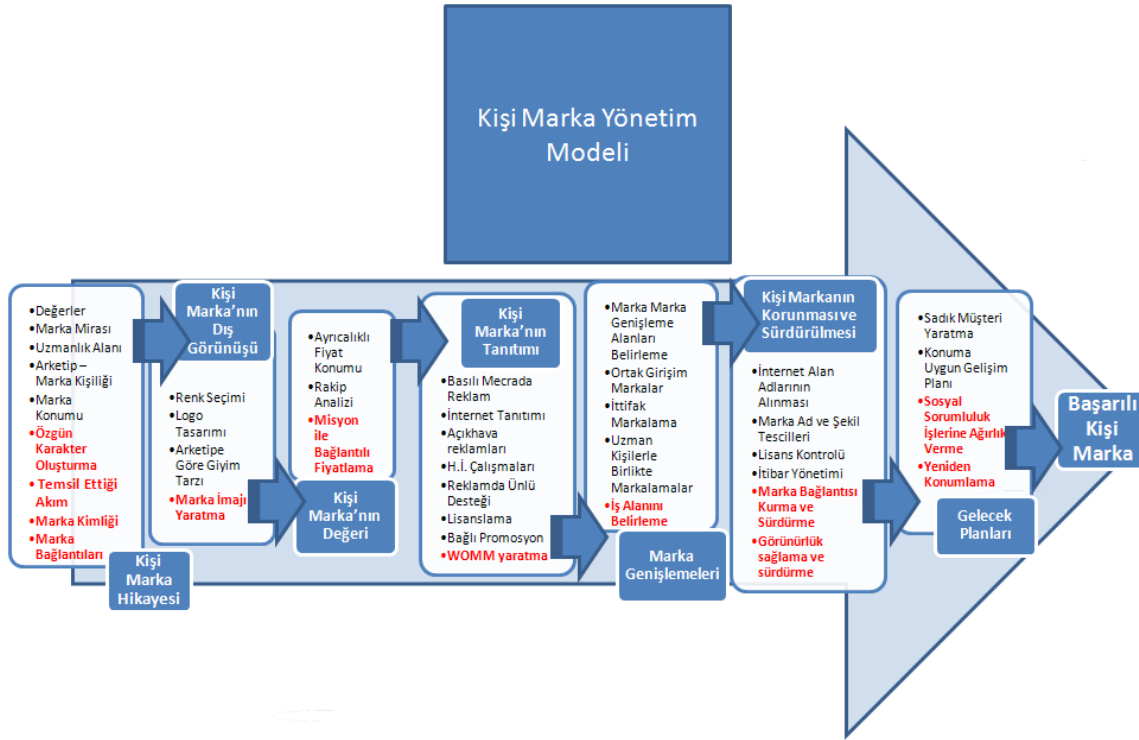 Kişi Marka Yönetim
Modeli
•Değerler
•Marka Mirası
•Uzmanlık Alanı
•Arketip –
Marka Kişiliği
•Marka
Konumu
•Özgün
Karakter
Oluşturma
•Temsil Ettiği
Akım
•Marka Kimliği
•Marka
Bağlantıları
Kişi
Marka
Hikayesi
Kişi
Marka’nın
Dış
Görünüşü
•Renk Seçimi
•Logo
Tasarımı
•Arketipe
Göre Giyim
Tarzı
•Marka İmajı
Yaratma
•Ayrıcalıklı
Fiyat
Konumu
•Rakip
Analizi
•Misyon
ile
Bağlantılı
Fiyatlama
Kişi
Marka’nın
Değeri
Kişi
Marka’nın
Tanıtımı
•Basılı Mecrada
Reklam
•İnternet Tanıtımı
•Açıkhava
reklamları
•H.İ. Çalışmaları
•Reklamda Ünlü
Desteği
•Lisanslama
•Bağlı Promosyon
•WOMM yaratma
•Marka Marka
Genişleme
Alanları
Belirleme
•Ortak Girişim
Markalar
•İttifak
Markalama
•Uzman
Kişilerle
Birlikte
Markalamalar
•İş Alanını
Belirleme
Marka
Genişlemeleri
Kişi Markanın
Korunması ve
Sürdürülmesi
•İnternet Alan
Adlarının
Alınması
•Marka Ad ve Şekil
Tescilleri
•Lisans Kontrolü
•İtibar Yönetimi
•Marka Bağlantısı
Kurma ve
Sürdürme
•Görünürlük
sağlama ve
sürdürme
•Sadık Müşteri
Yaratma
•Konuma
Uygun Gelişim
Planı
•Sosyal
Sorumluluk
İşlerine Ağırlık
Verme
•Yeniden
Konumlama
Gelecek
Planları
Başarılı
Kişi
Marka